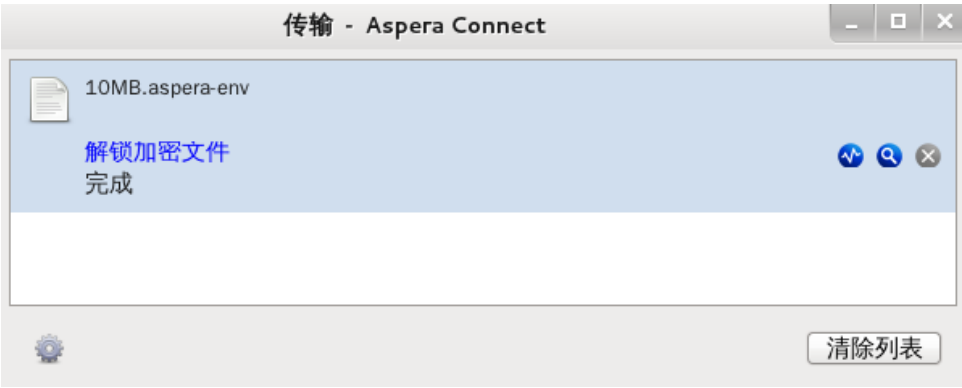 传输 - Aspera Connect
10MB.aspera-env
解锁加密文件
完成
清除列表